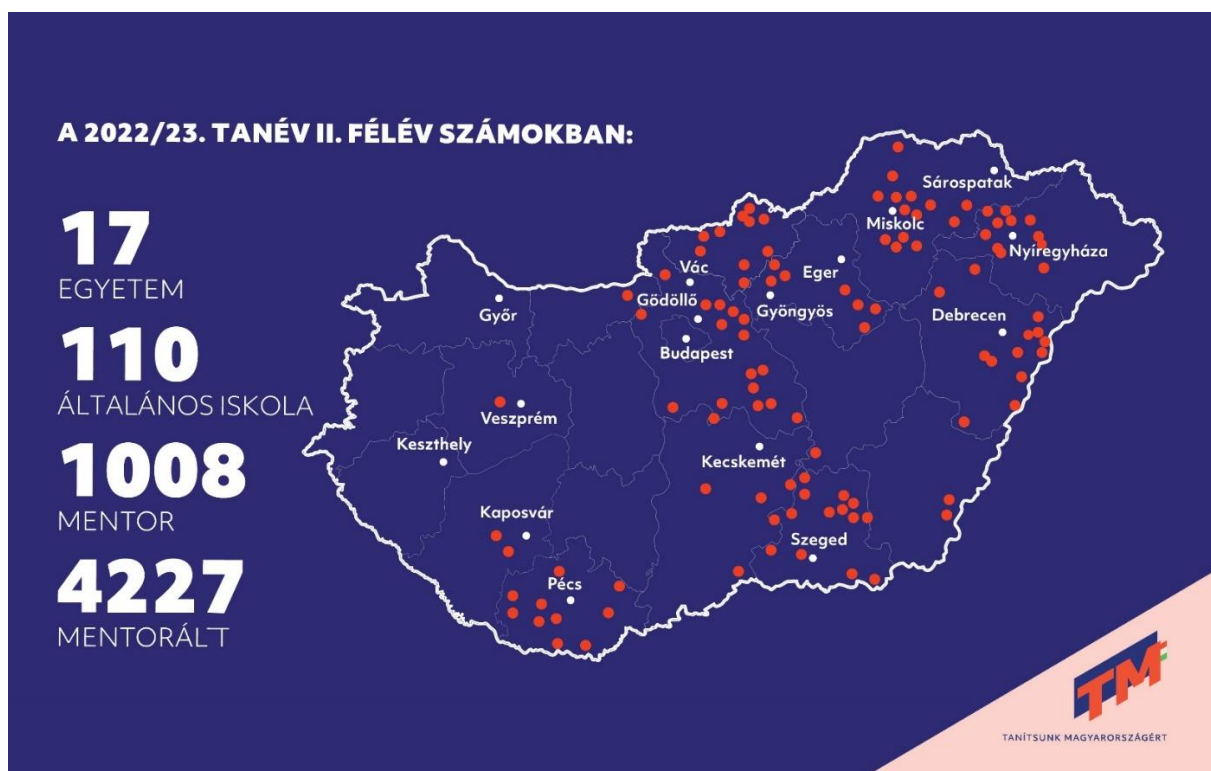 A 2022/23. TANÉV II. FÉLÉV SZÁMOKBAN:
17
EGYETEM
110
ÁLTALÁNOS ISKOLA
1008
MENTOR
4227
MENTORÁLT
Sárospatak
Miskolc
Nyíregyháza
Vác
Eger
Gödöllő
Gyöngyös
Győr
Debrecen
Budapest
Veszprém
Keszthely
Kecskemét
Kaposvár
Szeged
Pécs
TM
TANÍTSUNK MAGYARORSZÁGÉRT